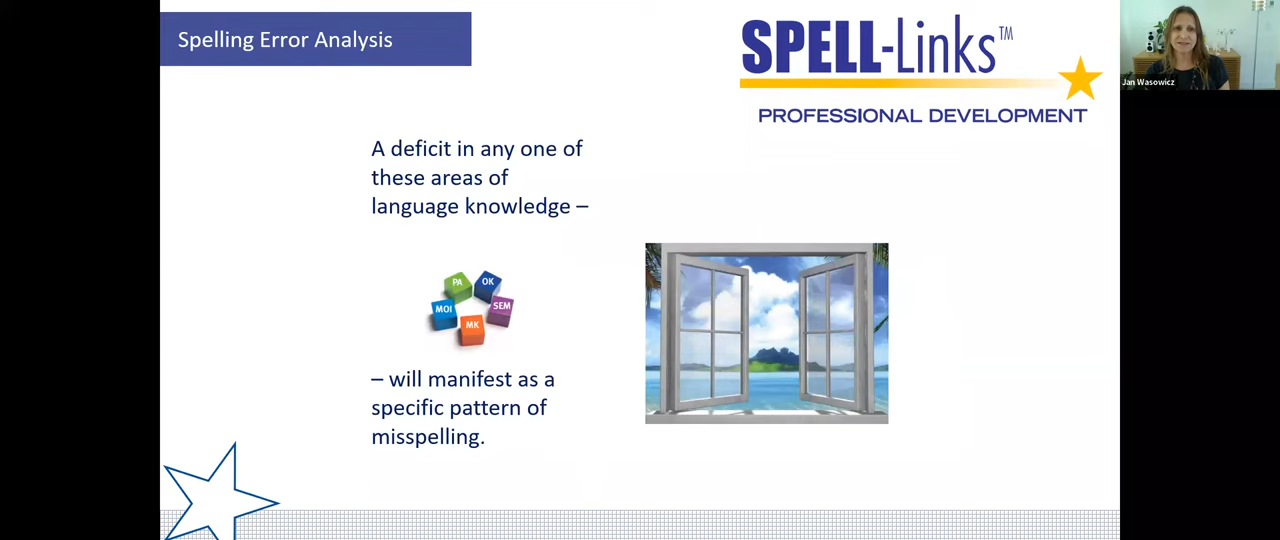 Spelling Error Analysis
SPELL-Links™
PROFESSIONAL DEVELOPMENT
Jan Wasowicz
A deficit in any one of
these areas of
language knowledge –
PA
OK
MOI
SEM
MK
– will manifest as a
specific pattern of
misspelling.